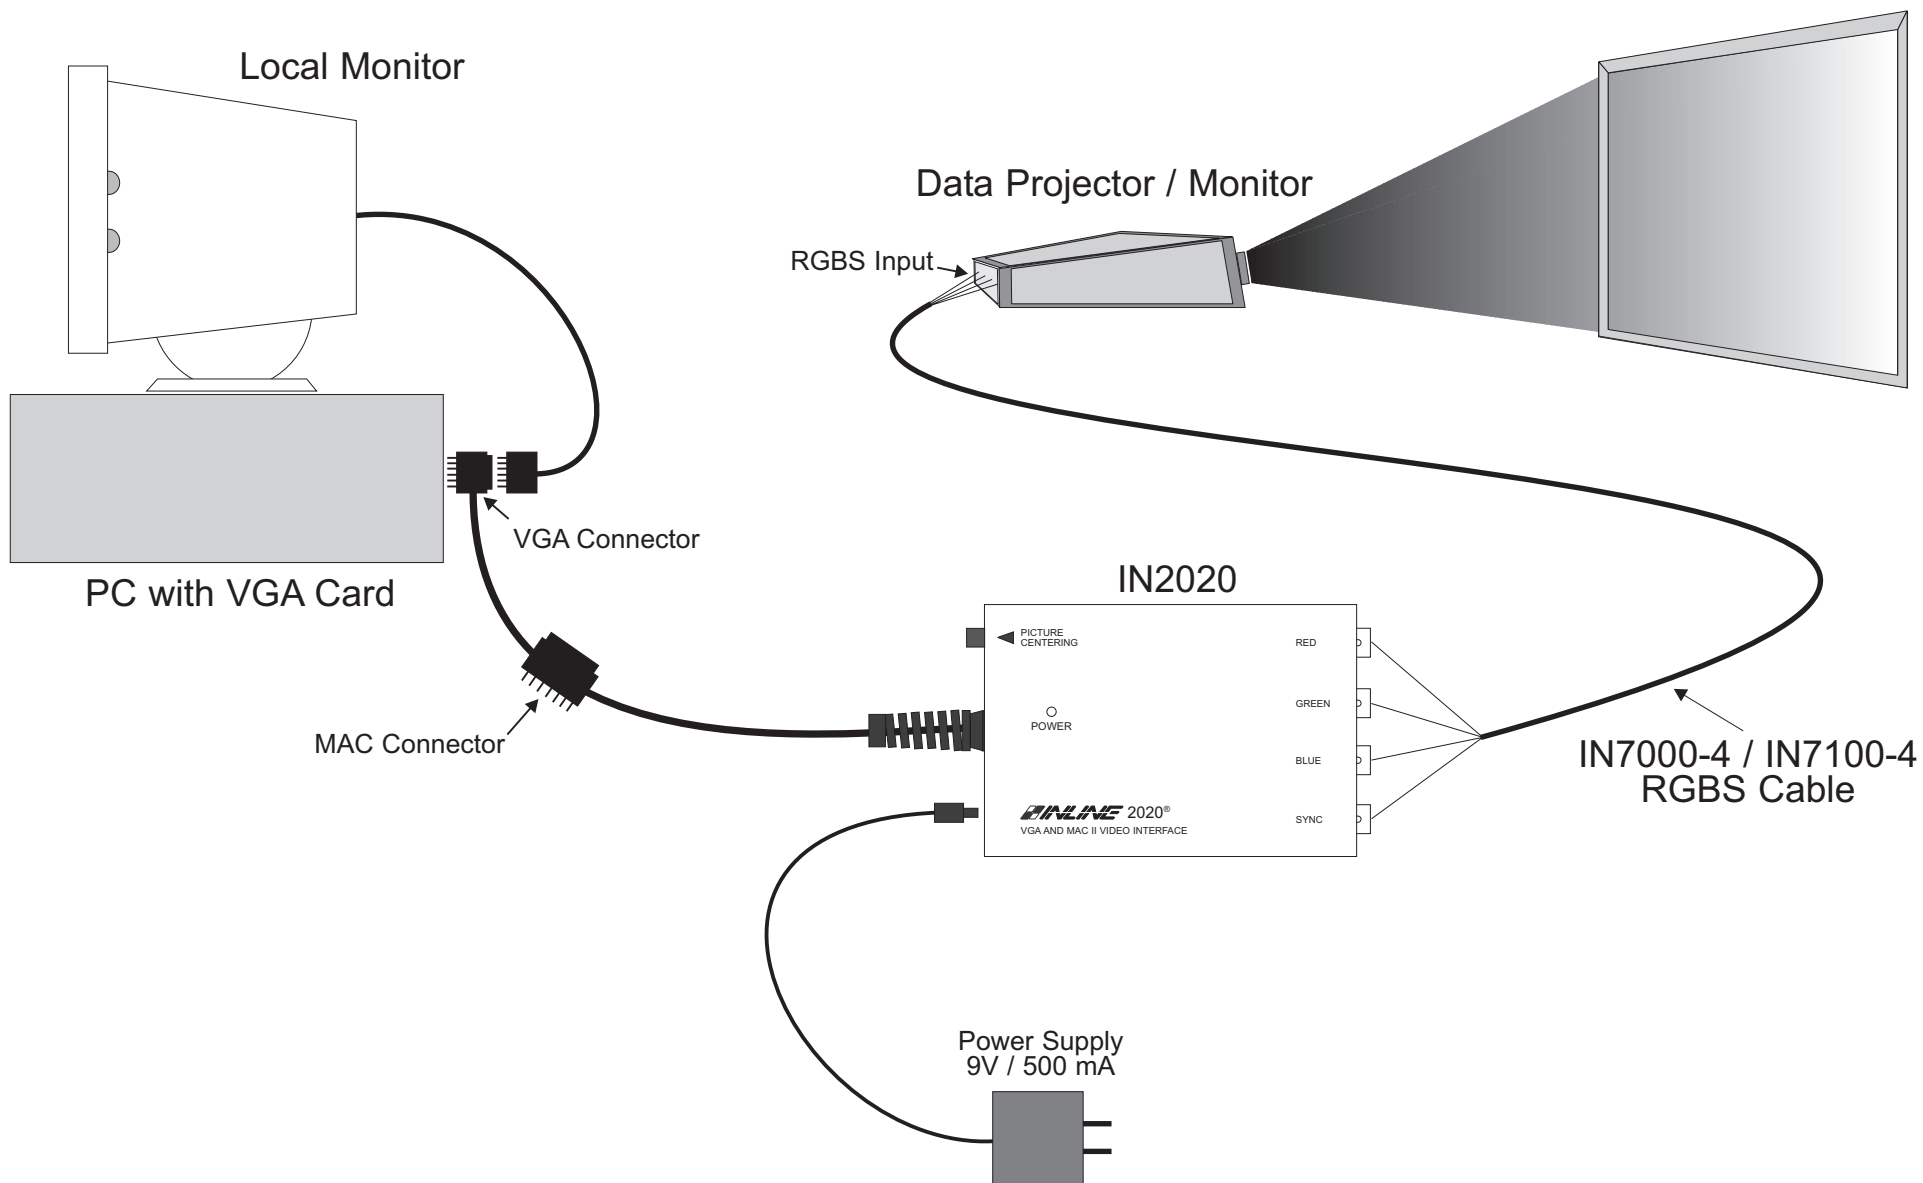 Local Monitor
Data Projector / Monitor
RGBS Input
VGA Connector
PC with VGA Card
MAC Connector
IN2020
PICTURE
CENTERING
POWER
RED
GREEN
BLUE
SYNC
INLINE 2020®
VGA AND MAC II VIDEO INTERFACE
IN7000-4 / IN7100-4
RGBS Cable
Power Supply
9V / 500 mA